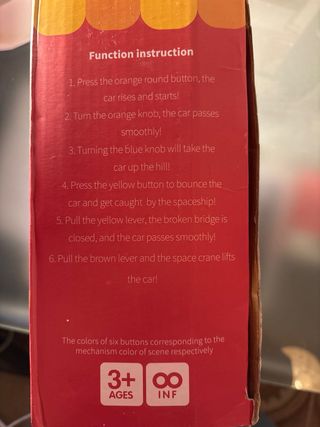 Function instruction
1. Press the orange round button, the
car rises and starts!
2. Turn the orange knob, the car passes
smoothly!
3. Turning the blue knob will take the
car up the hill!
4. Press the yellow button to bounce the
car and get caught by the spaceship!
5. Pull the yellow lever, the broken bridge is
closed, and the car passes smoothly!
6. Pull the brown lever and the space crane lifts
the car!
The colors of six buttons corresponding to the
mechanism color of scene respectively
3+
AGES
∞
INF